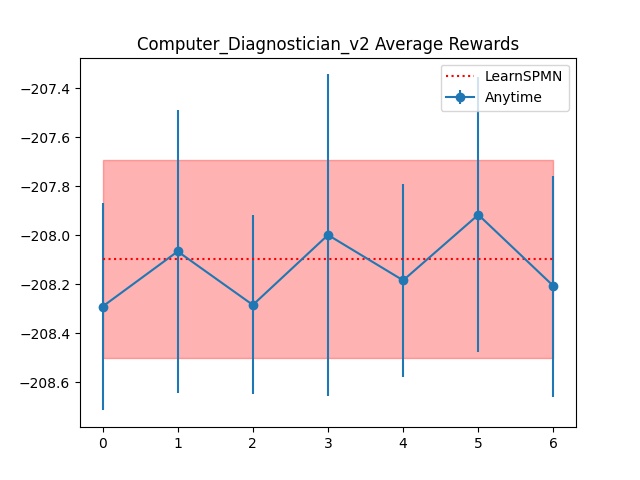 Computer_Diagnostician_v2 Average Rewards
LearnSPMN
Anytime
−207.4
−207.6
−207.8
−208.0
−208.2
−208.4
−208.6
0 1 2 3 4 5 6